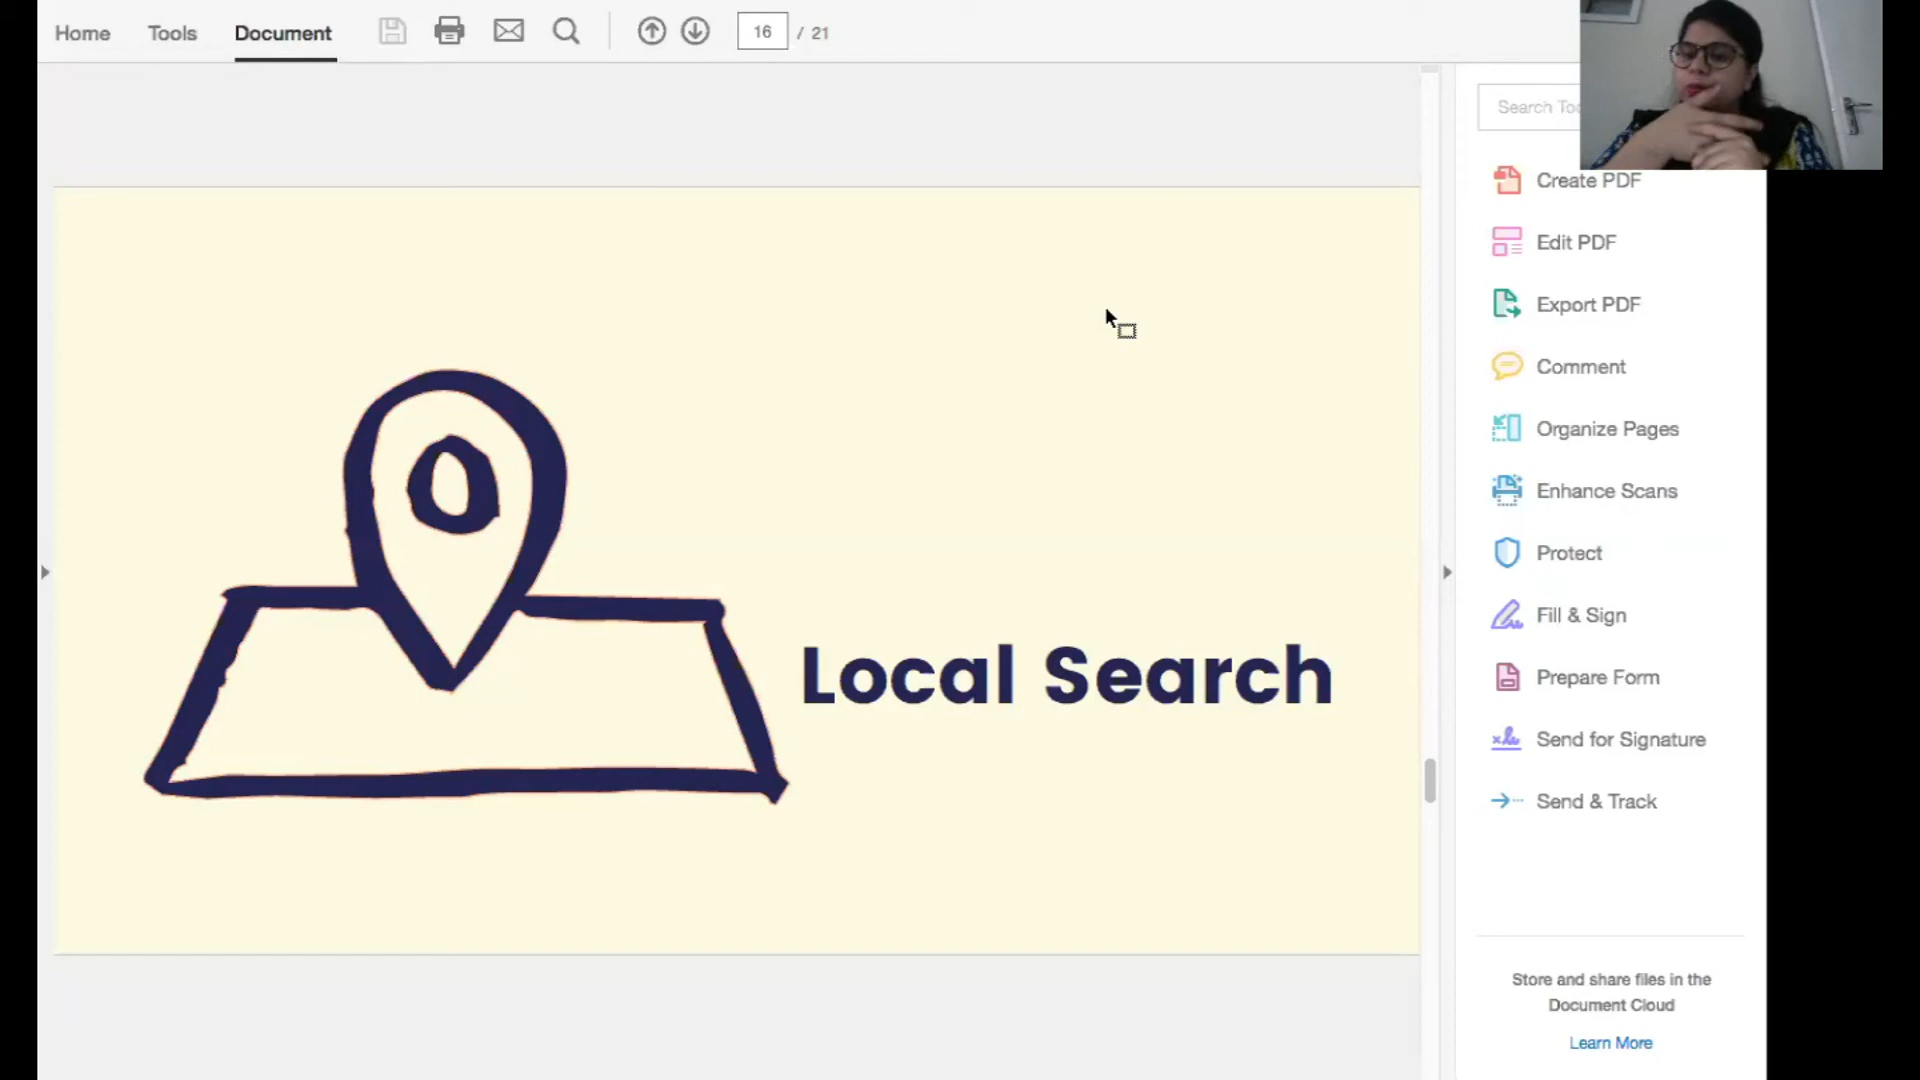 Home Tools Document 16 / 21
Search Too
Create PDF
Edit PDF
Export PDF
Comment
Organize Pages
Enhance Scans
Protect
Fill & Sign
Prepare Form
Send for Signature
Send & Track
Local Search
Store and share files in the
Document Cloud
Learn More